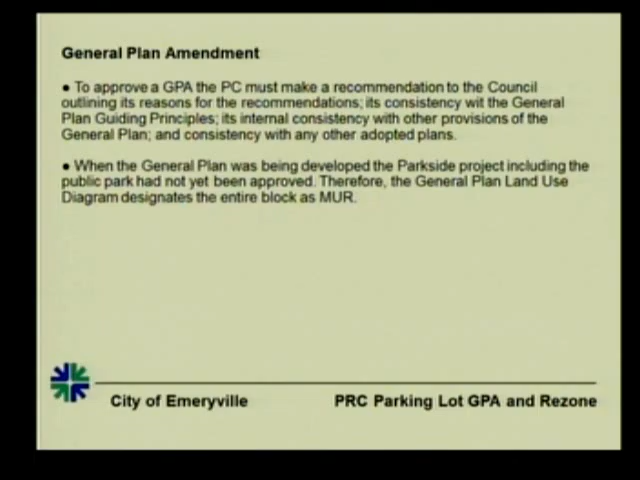 General Plan Amendment
● To approve a GPA the PC must make a recommendation to the Council
outlining its reasons for the recommendations; its consistency wit the General
Plan Guiding Principles; its internal consistency with other provisions of the
General Plan; and consistency with any other adopted plans.
● When the General Plan was being developed the Parkside project including the
public park had not yet been approved. Therefore, the General Plan Land Use
Diagram designates the entire block as MUR.
City of Emeryville PRC Parking Lot GPA and Rezone